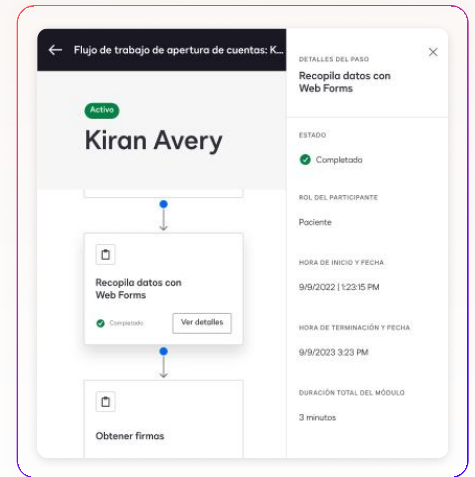 Flujo de trabajo de apertura de cuentas: K...
Activo
Kiran Avery
Recopila datos con
Web Forms
Completado
Ver detalles
Obtener firmas
DETALLES DEL PASO
Recopila datos con
Web Forms
ESTADO
Completado
ROL DEL PARTICIPANTE
Paciente
HORA DE INICIO Y FECHA
9/9/2022 | 1:23:15 PM
HORA DE TERMINACIÓN Y FECHA
9/9/2023 3:23 PM
DURACIÓN TOTAL DEL MÓDULO
3 minutos